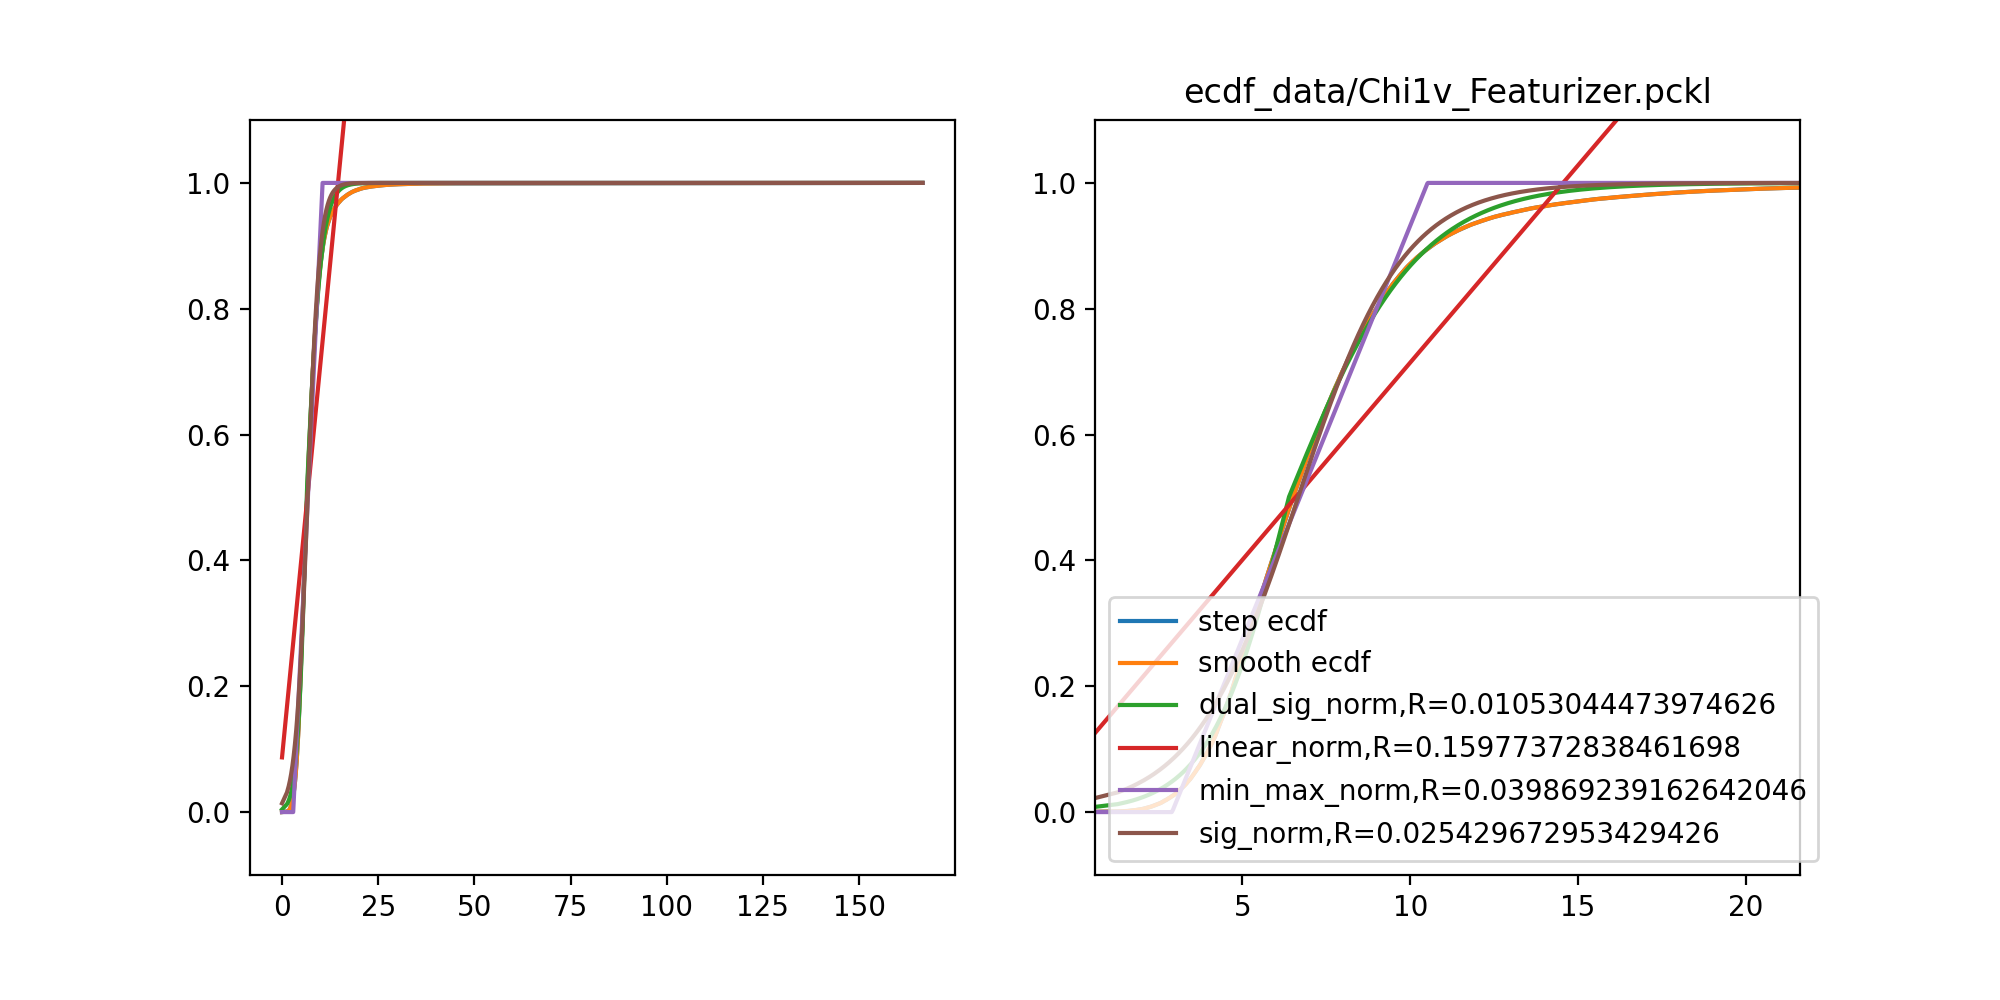 ecdf_data/Chi1v_Featurizer.pckl
1.0
0.8
0.6
0.4
0.2
0.0
0 25 50 75 100 125 150
1.0
0.8
0.6
0.4
0.2
0.0
step ecdf
smooth ecdf
dual_sig_norm,R=0.01053044473974626
linear_norm,R=0.15977372838461698
min_max_norm,R=0.039869239162642046
sig_norm,R=0.025429672953429426
5 10 15 20